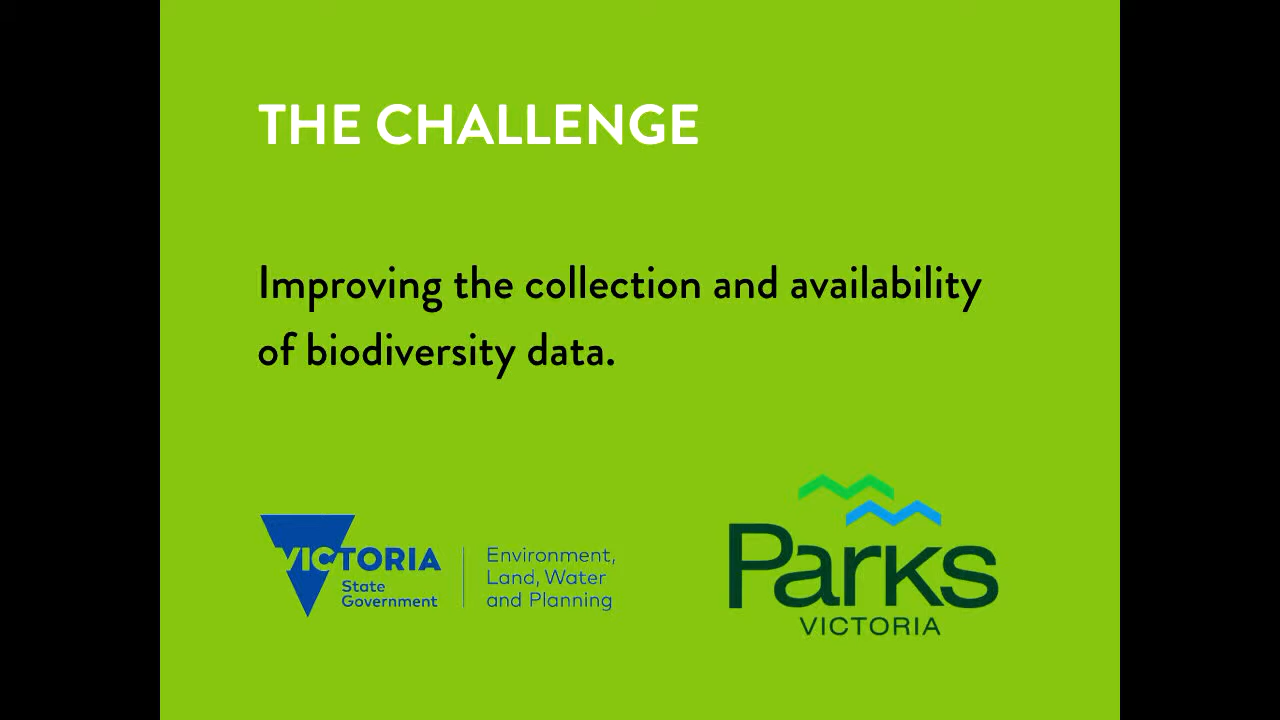 THE CHALLENGE
Improving the collection and availability
of biodiversity data.
VICTORIA
State
Government
Environment,
Land, Water
and Planning
Parks
VICTORIA